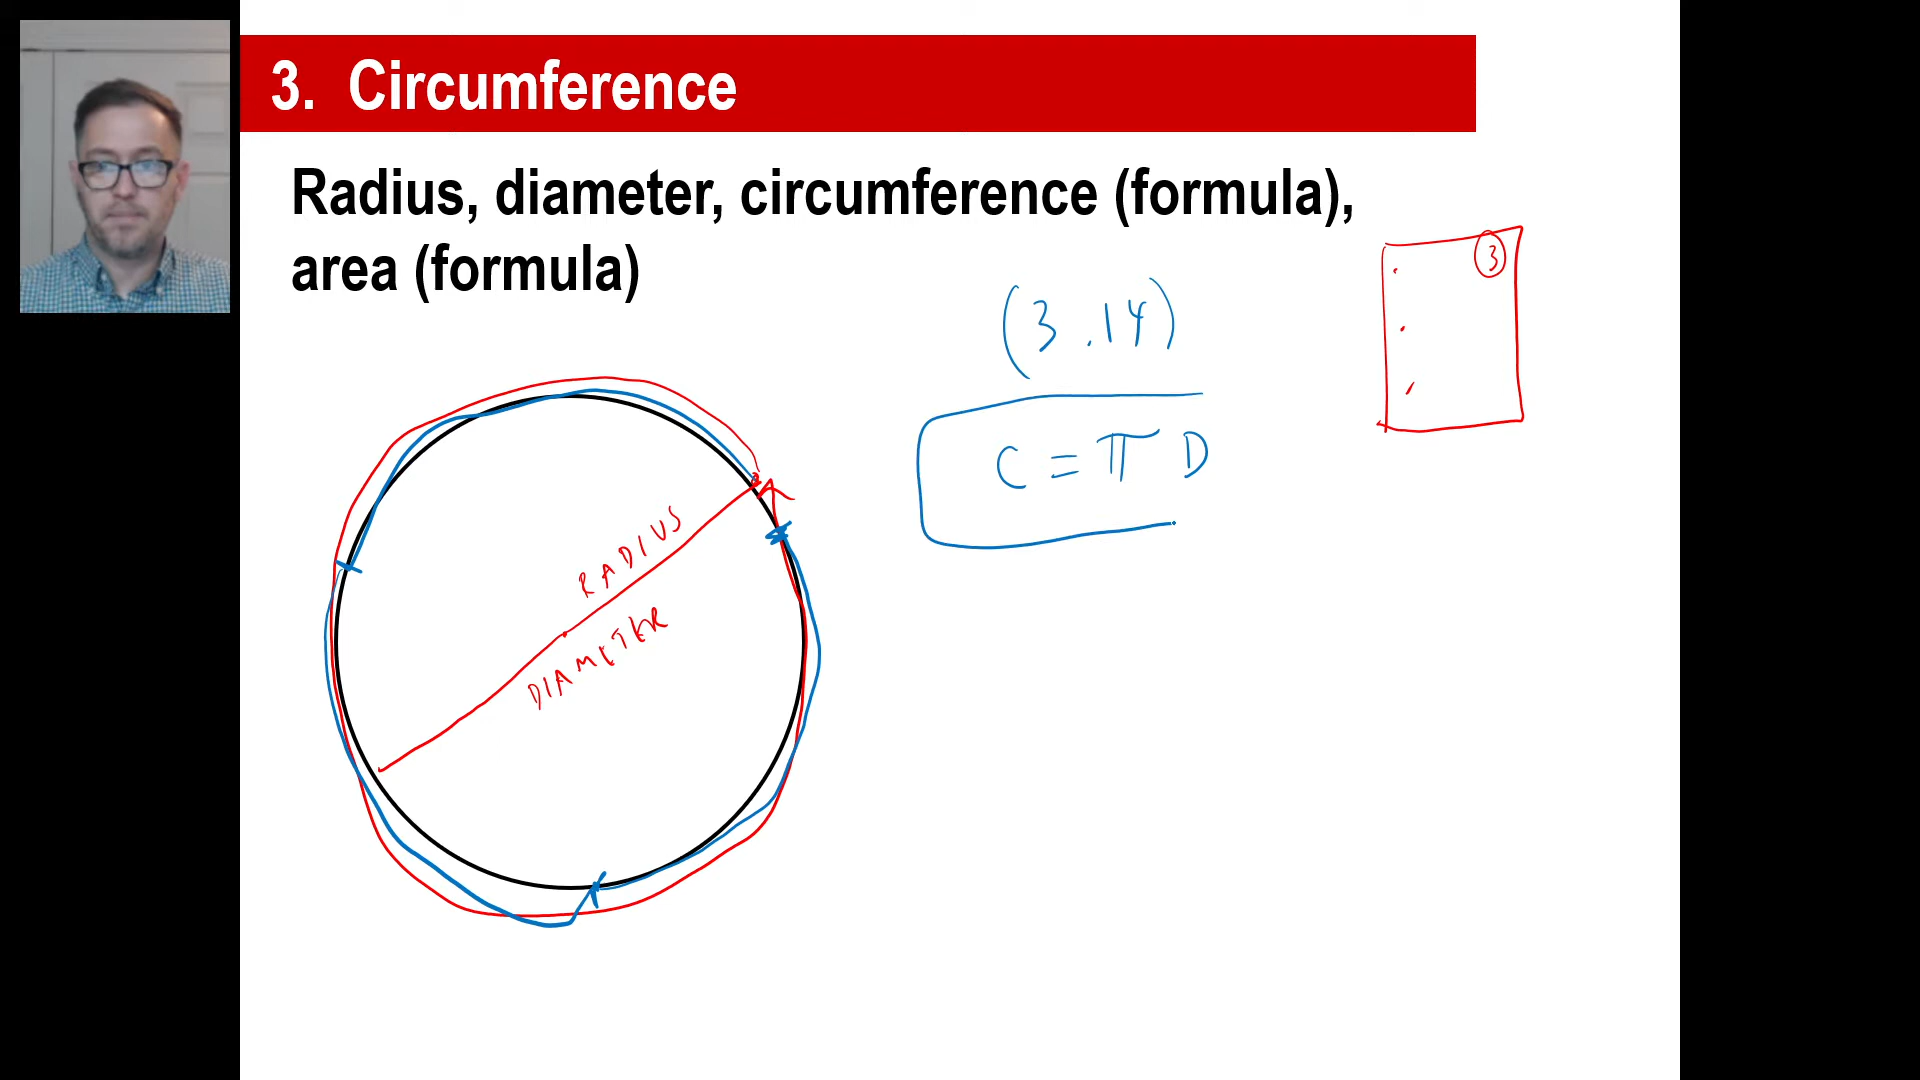 3. Circumference
Radius, diameter, circumference (formula),
area (formula)
3
(3.14)
C = π D
RADIUS
DIAMETER